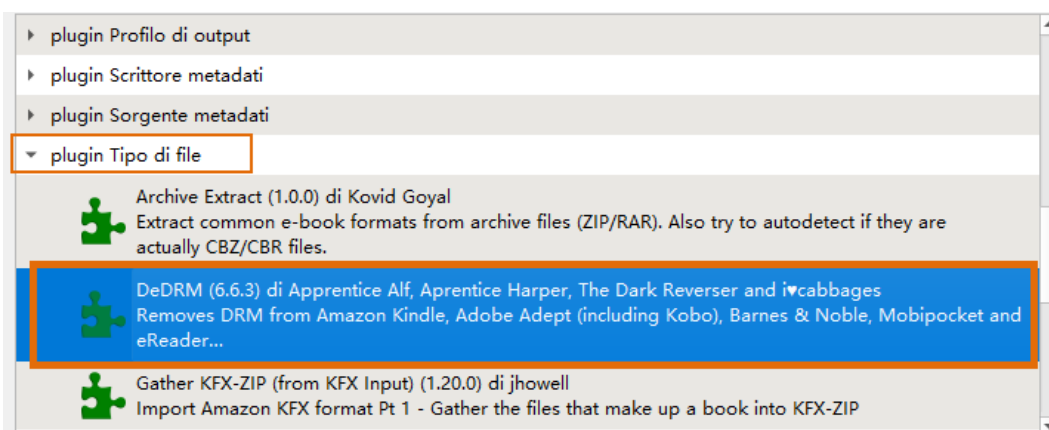 plugin Profilo di output
plugin Scrittore metadati
plugin Sorgente metadati
plugin Tipo di file
Archive Extract (1.0.0) di Kovid Goyal
Extract common e-book formats from archive files (ZIP/RAR). Also try to autodetect if they are
actually CBZ/CBR files.
DeDRM (6.6.3) di Apprentice Alf, Aprentice Harper, The Dark Reverser and i♥cabbages
Removes DRM from Amazon Kindle, Adobe Adept (including Kobo), Barnes & Noble, Mobipocket and
eReader...
Gather KFX-ZIP (from KFX Input) (1.20.0) di jhowell
Import Amazon KFX format Pt 1 - Gather the files that make up a book into KFX-ZIP